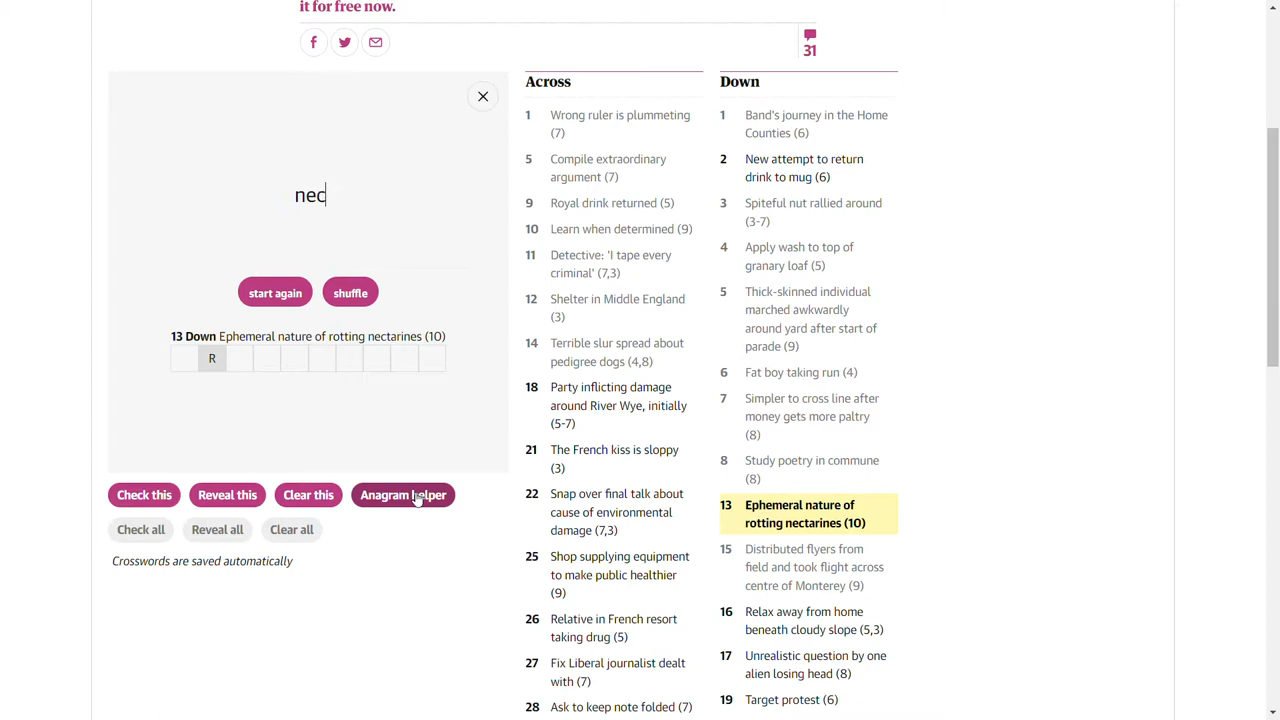 it for free now.
31
nec
start again
shuffle
13 Down Ephemeral nature of rotting nectarines (10)
R
Check this
Reveal this
Clear this
Anagram helper
Check all
Reveal all
Clear all
Crosswords are saved automatically
Across
1 Wrong ruler is plummeting
(7)
5 Compile extraordinary
argument (7)
9 Royal drink returned (5)
10 Learn when determined (9)
11 Detective: 'I tape every
criminal' (7,3)
12 Shelter in Middle England
(3)
14 Terrible slur spread about
pedigree dogs (4,8)
18 Party inflicting damage
around River Wye, initially
(5-7)
21 The French kiss is sloppy
(3)
22 Snap over final talk about
cause of environmental
damage (7,3)
25 Shop supplying equipment
to make public healthier
(9)
26 Relative in French resort
taking drug (5)
27 Fix Liberal journalist dealt
with (7)
28 Ask to keep note folded (7)
Down
1 Band's journey in the Home
Counties (6)
2 New attempt to return
drink to mug (6)
3 Spiteful nut rallied around
(3-7)
4 Apply wash to top of
granary loaf (5)
5 Thick-skinned individual
marched awkwardly
around yard after start of
parade (9)
6 Fat boy taking run (4)
7 Simpler to cross line after
money gets more paltry
(8)
8 Study poetry in commune
(8)
13 Ephemeral nature of
rotting nectarines (10)
15 Distributed flyers from
field and took flight across
centre of Monterey (9)
16 Relax away from home
beneath cloudy slope (5,3)
17 Unrealistic question by one
alien losing head (8)
19 Target protest (6)